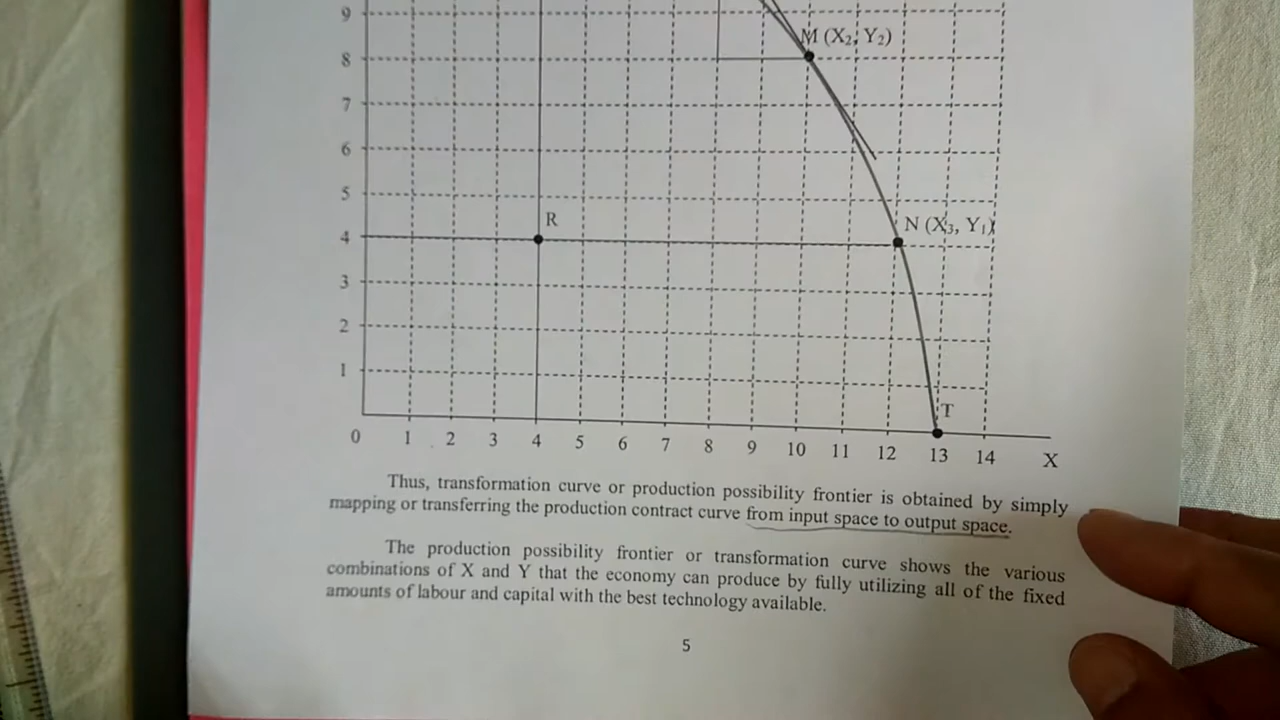 9
M (X₂, Y₂)
8
7
6
5
R
N (X₃, Y₁)
4
3
2
1
T
0 1 2 3 4 5 6 7 8 9 10 11 12 13 14 X
Thus, transformation curve or production possibility frontier is obtained by simply
mapping or transferring the production contract curve from input space to output space.
The production possibility frontier or transformation curve shows the various
combinations of X and Y that the economy can produce by fully utilizing all of the fixed
amounts of labour and capital with the best technology available.
5